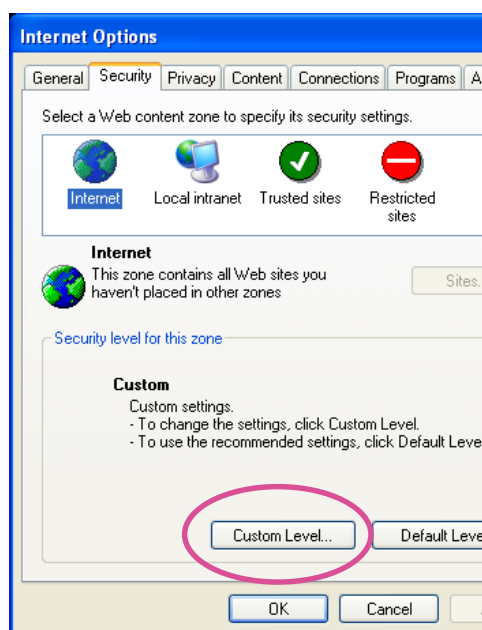 Internet Options
General Security Privacy Content Connections Programs A
Select a Web content zone to specify its security settings.
Internet Local intranet Trusted sites Restricted sites
Internet
This zone contains all Web sites you
haven't placed in other zones
Sites.
Security level for this zone
Custom
Custom settings.
- To change the settings, click Custom Level.
- To use the recommended settings, click Default Leve
Custom Level... Default Leve
OK Cancel